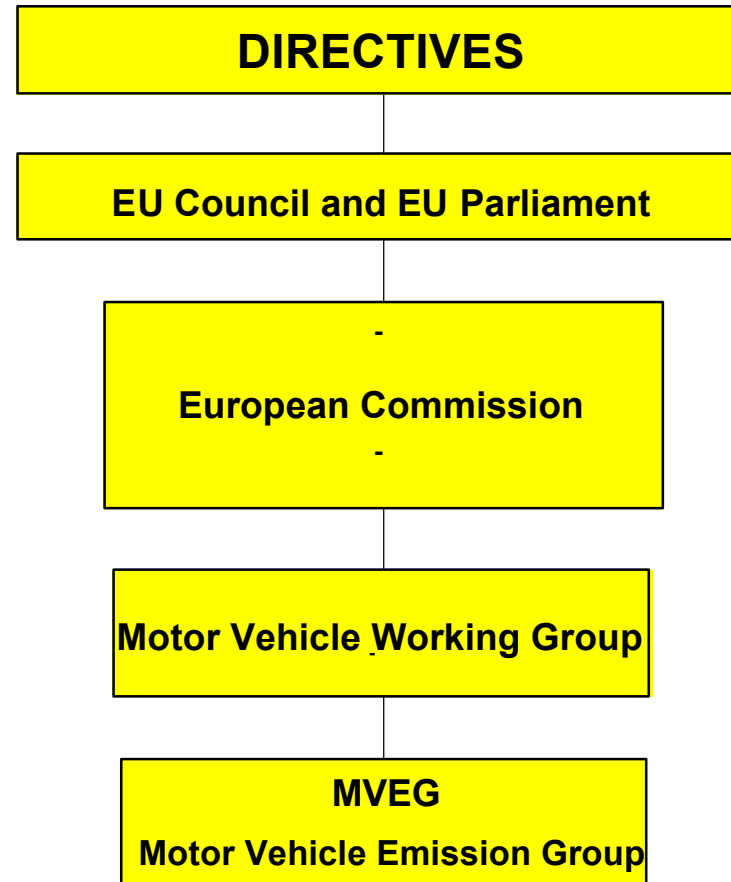 DIRECTIVES
EU Council and EU Parliament
-
European Commission
-
Motor Vehicle Working Group
-
MVEG
Motor Vehicle Emission Group